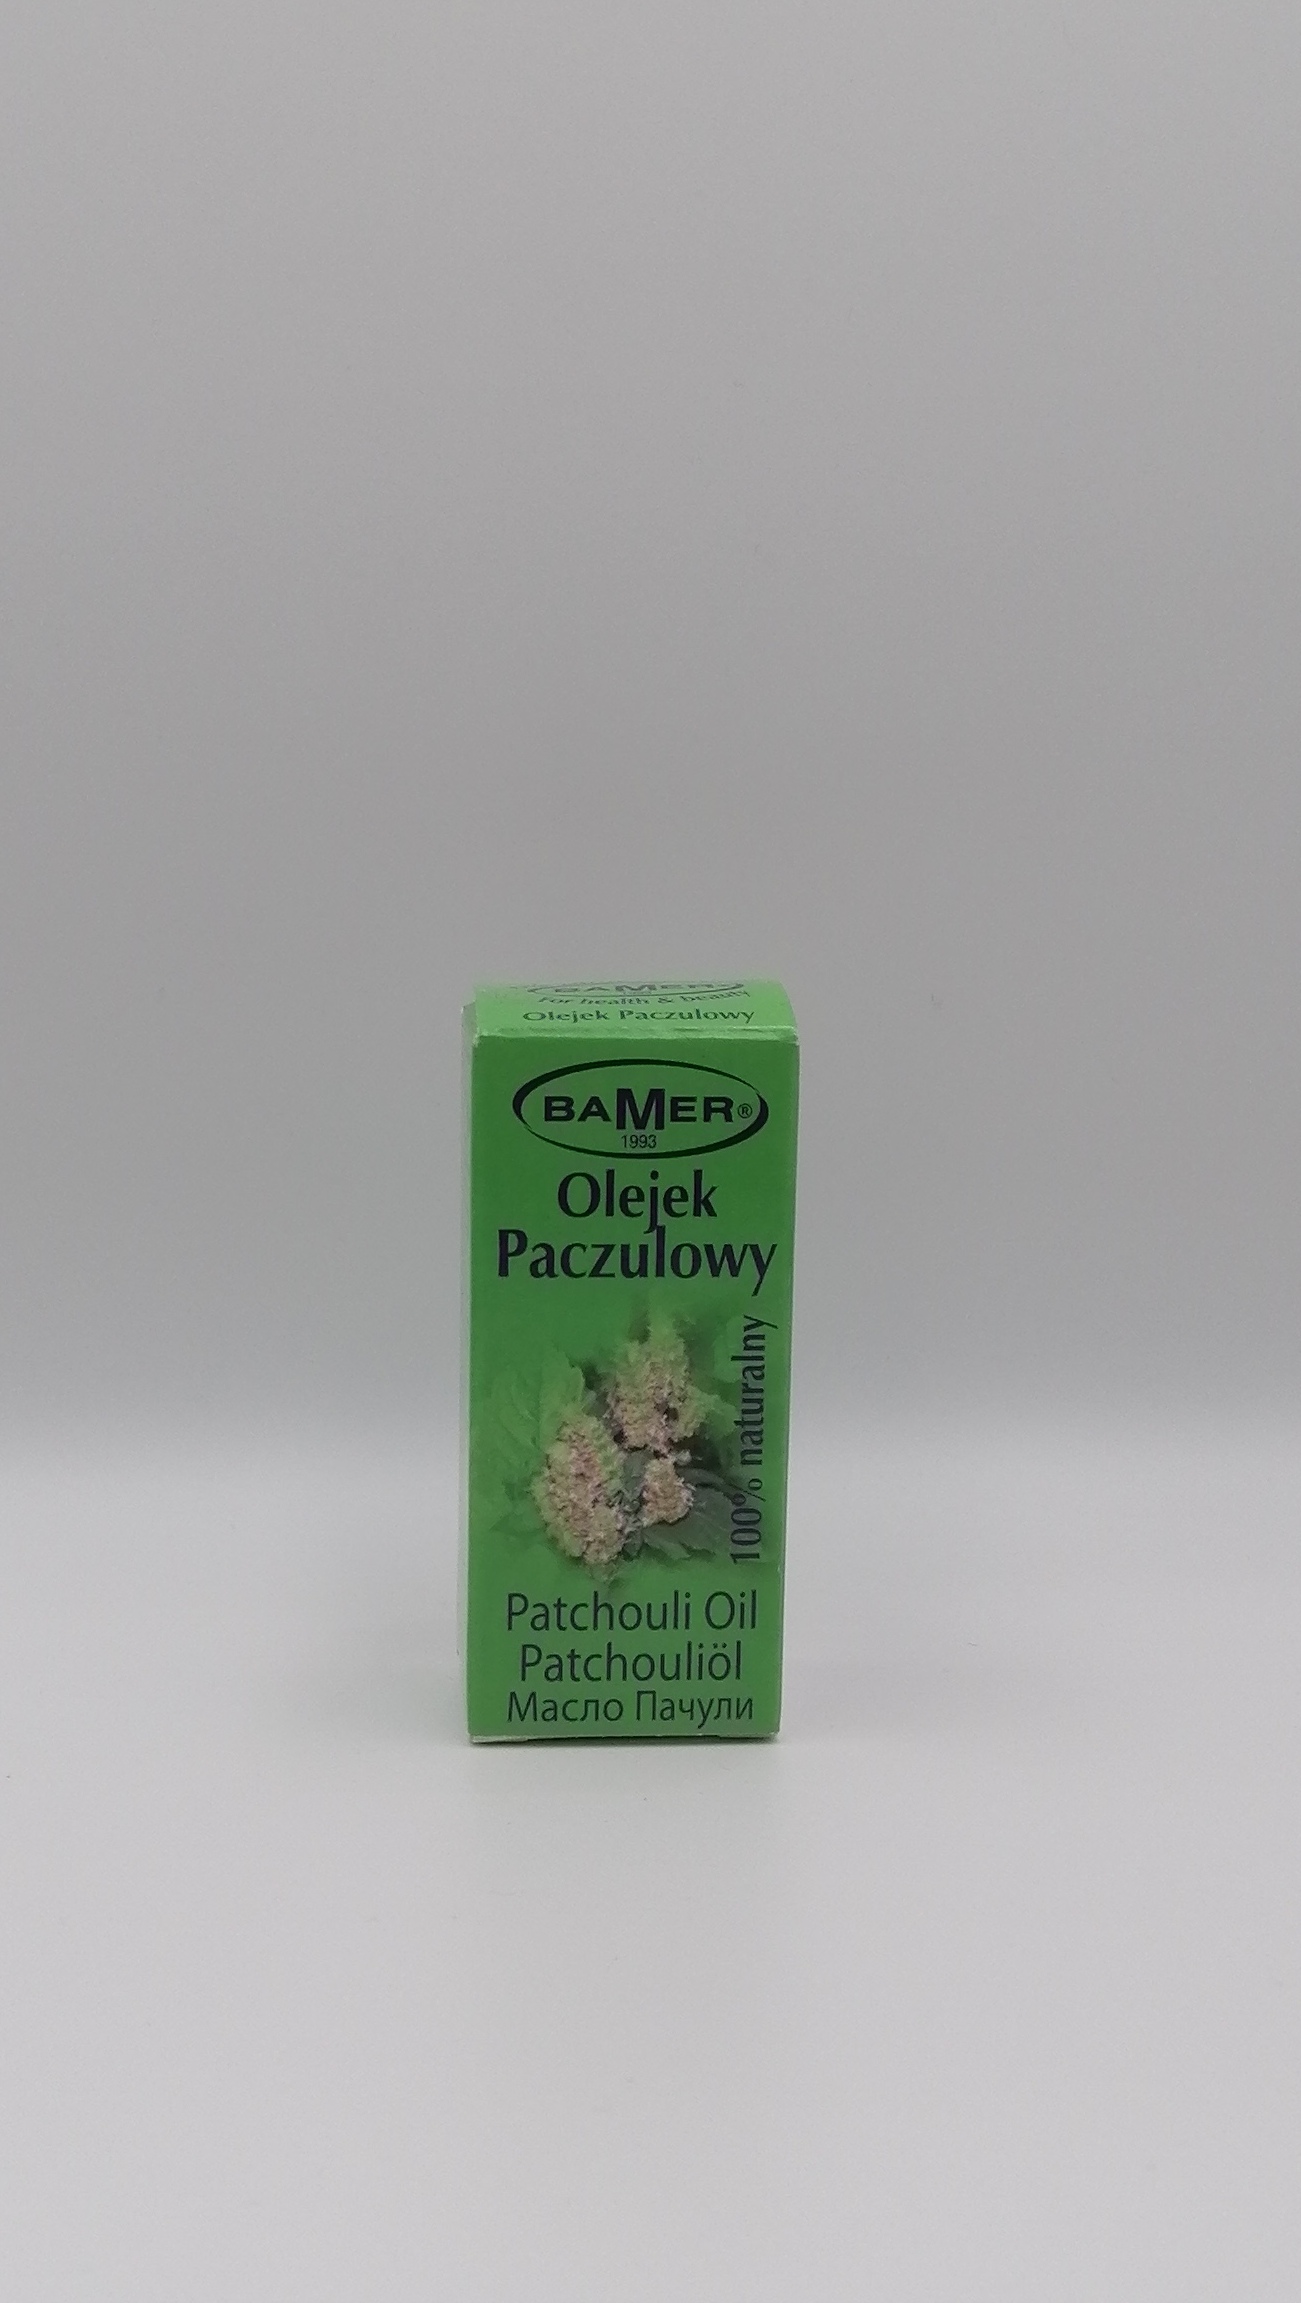 BAMER
For health & beauty
Olejek Paczulowy
BAMER®
1993
Olejek
Paczulowy
100% naturalny
Patchouli Oil
Patchouliöl
Масло Пачули